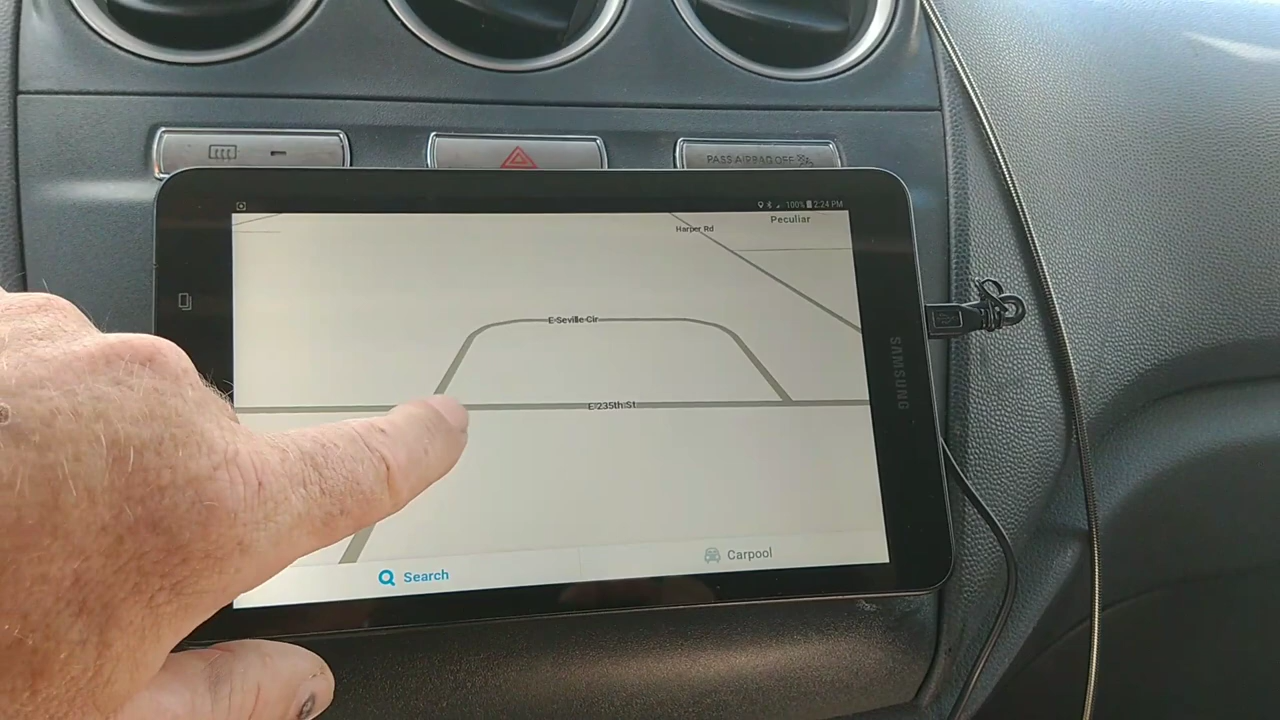 PASS AIRBAG OFF
100% 2:24 PM
Peculiar
Harper Rd
E Seville Cir
E 235th St
SAMSUNG
Search
Carpool